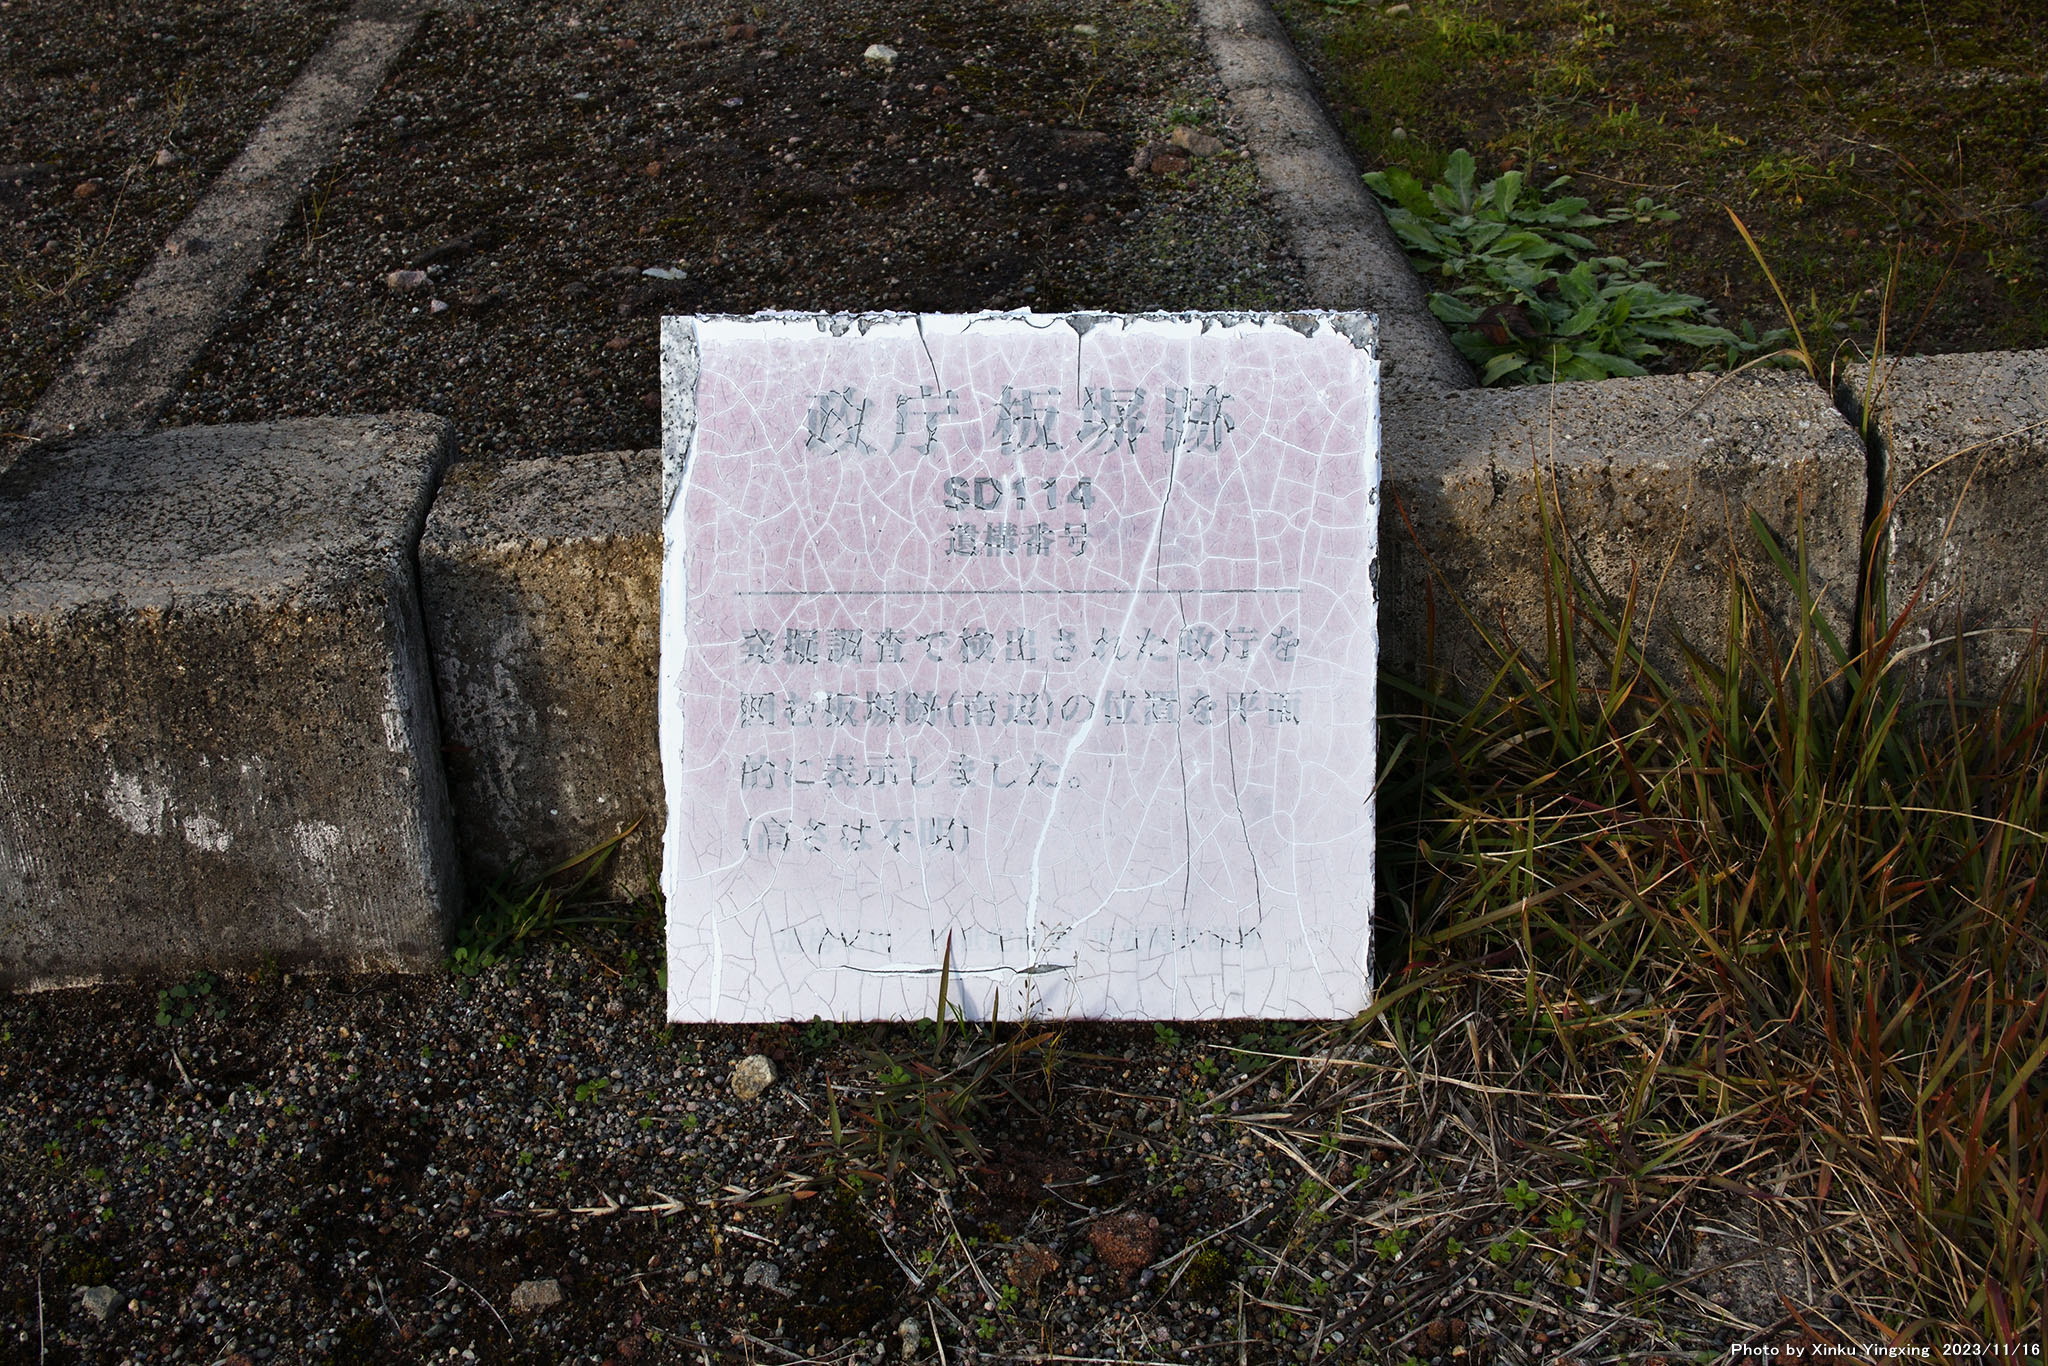 政庁 板塀跡
SD114
遺構番号
発掘調査で検出された政庁を
囲む板塀跡(南辺)の位置を平面
的に表示しました。
(高さは不明)
Photo by Xinku Yingxing 2023/11/16